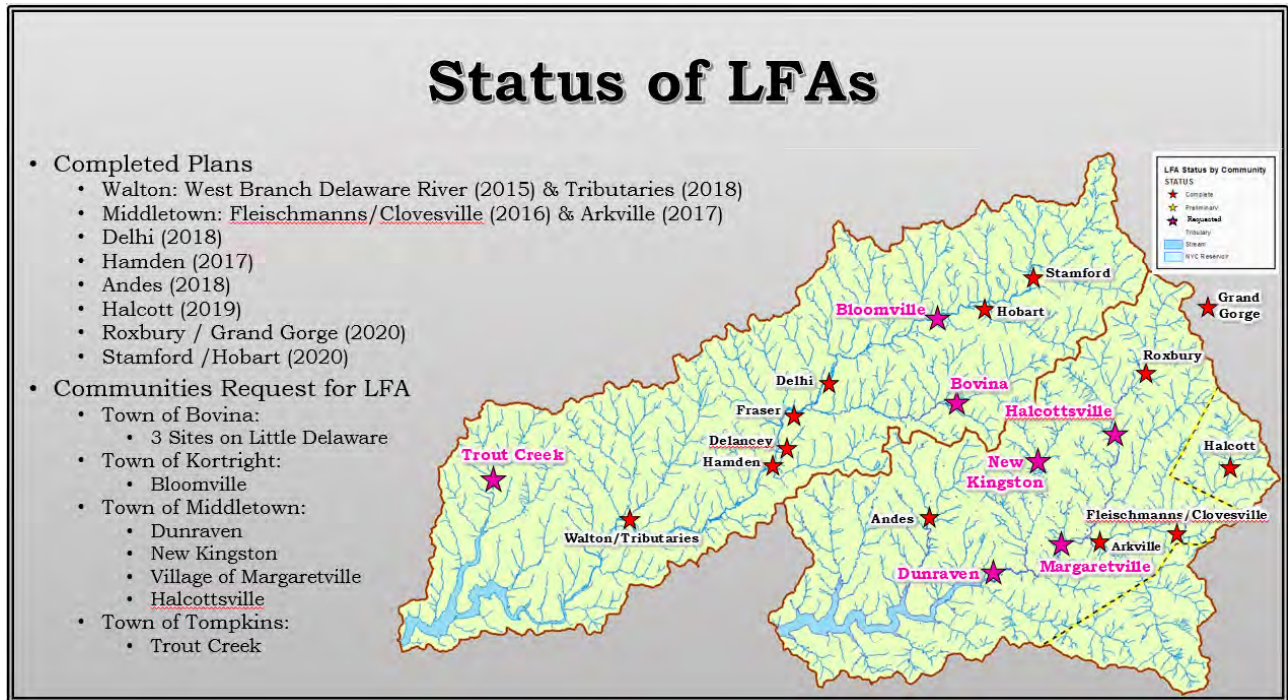 Status of LFAs
• Completed Plans
• Walton: West Branch Delaware River (2015) & Tributaries (2018)
• Middletown: Fleischmanns/Clovesville (2016) & Arkville (2017)
• Delhi (2018)
• Hamden (2017)
• Andes (2018)
• Halcott (2019)
• Roxbury / Grand Gorge (2020)
• Stamford /Hobart (2020)
• Communities Request for LFA
• Town of Bovina:
• 3 Sites on Little Delaware
• Town of Kortright:
• Bloomville
• Town of Middletown:
• Dunraven
• New Kingston
• Village of Margaretville
• Halcottsville
• Town of Tompkins:
• Trout Creek
LFA Status by Community
STATUS
Complete
Preliminary
Requested
Tributary
Stream
NYC Reservoir
Stamford
Grand
Gorge
Bloomville
Hobart
Roxbury
Delhi
Bovina
Fraser
Halcottsville
Delancey
Halcott
Trout Creek
Hamden
New
Kingston
Andes
Fleischmanns/Clovesville
Walton/Tributaries
Arkville
Margaretville
Dunraven